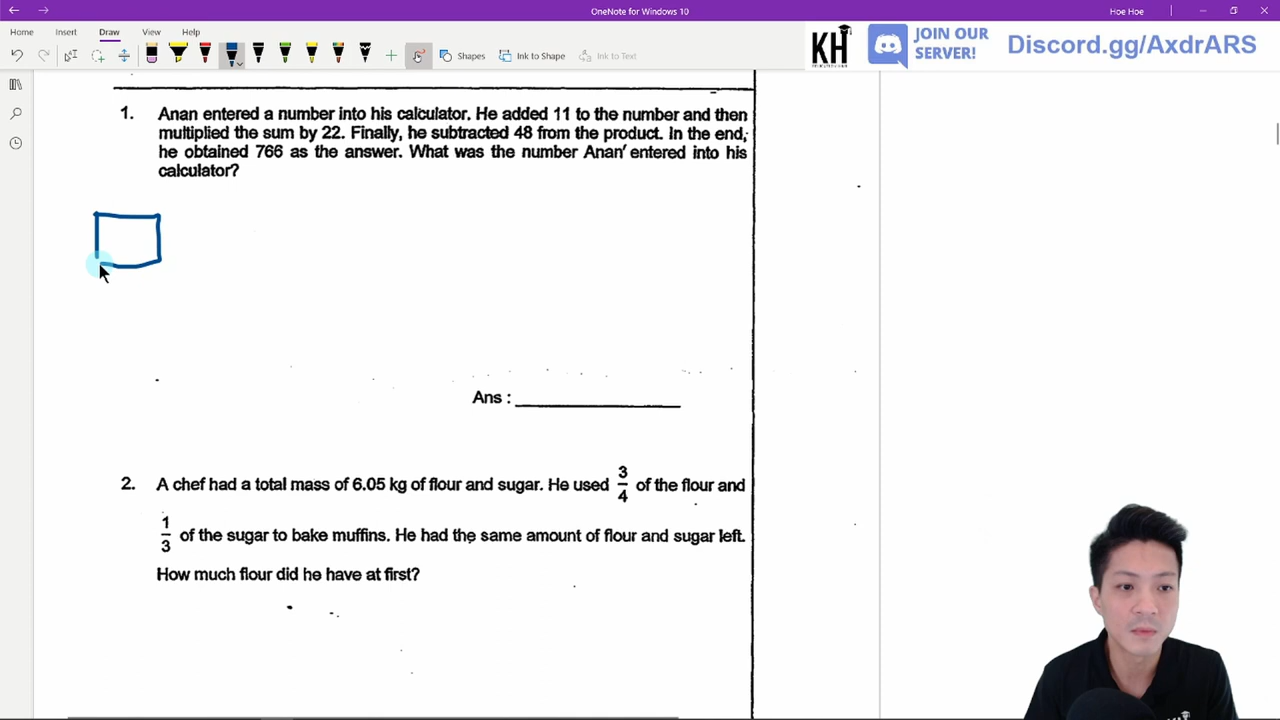 OneNote for Windows 10
Hoe Hoe
Home Insert Draw View Help
Shapes Ink to Shape Ink to Text
KH
JOIN OUR
SERVER!
Discord.gg/AxdrARS
1. Anan entered a number into his calculator. He added 11 to the number and then
multiplied the sum by 22. Finally, he subtracted 48 from the product. In the end,
he obtained 766 as the answer. What was the number Anan entered into his
calculator?
Ans :
2. A chef had a total mass of 6.05 kg of flour and sugar. He used 3/4 of the flour and
1/3 of the sugar to bake muffins. He had the same amount of flour and sugar left.
How much flour did he have at first?